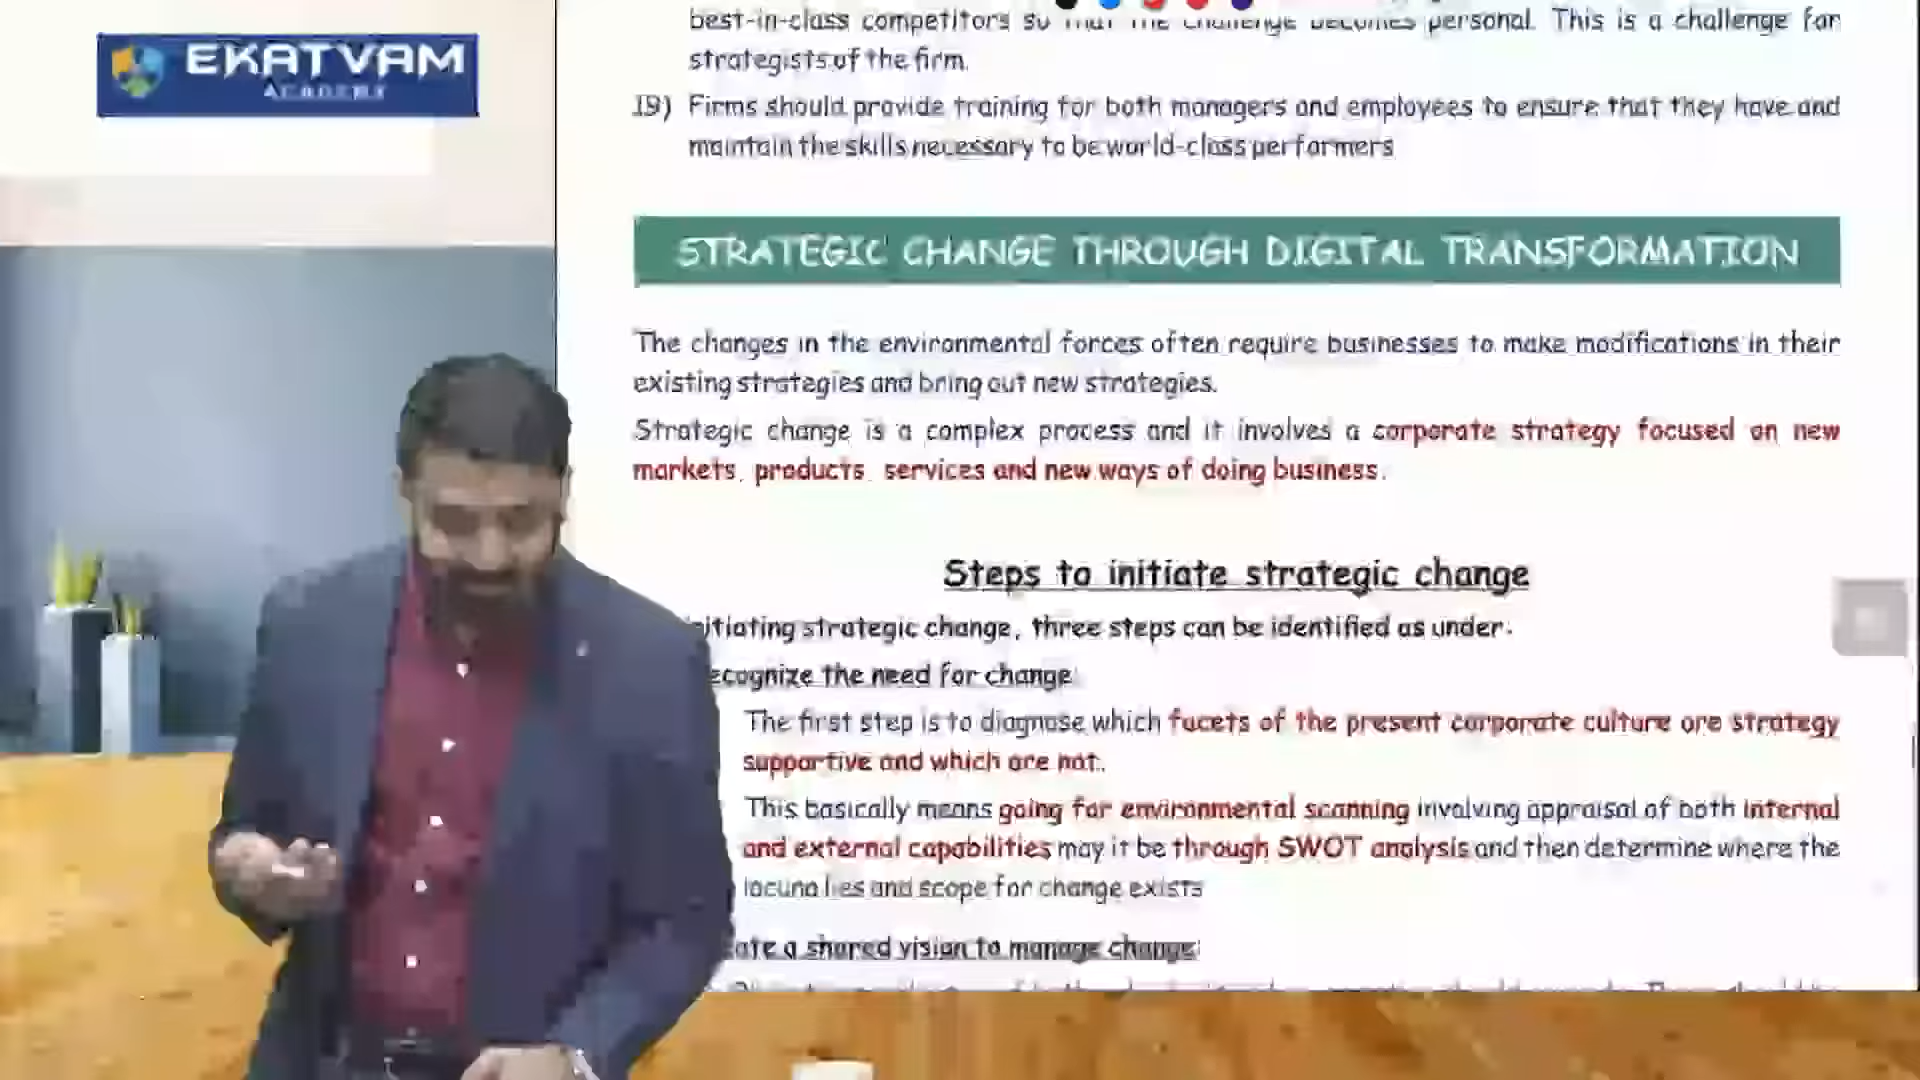 EKATVAM
ACADEMY
best-in-class competitors so that the challenge becomes personal. This is a challenge for
strategists of the firm.
19) Firms should provide training for both managers and employees to ensure that they have and
maintain the skills necessary to be world-class performers
STRATEGIC CHANGE THROUGH DIGITAL TRANSFORMATION
The changes in the environmental forces often require businesses to make modifications in their
existing strategies and bring out new strategies.
Strategic change is a complex process and it involves a corporate strategy focused on new
markets, products, services and new ways of doing business.
Steps to initiate strategic change
itiating strategic change, three steps can be identified as under.
ecognize the need for change:
The first step is to diagnose which facets of the present corporate culture are strategy
supportive and which are not.
This basically means going for environmental scanning involving appraisal of both internal
and external capabilities may it be through SWOT analysis and then determine where the
lacuna lies and scope for change exists
ate a shared vision to manage change: